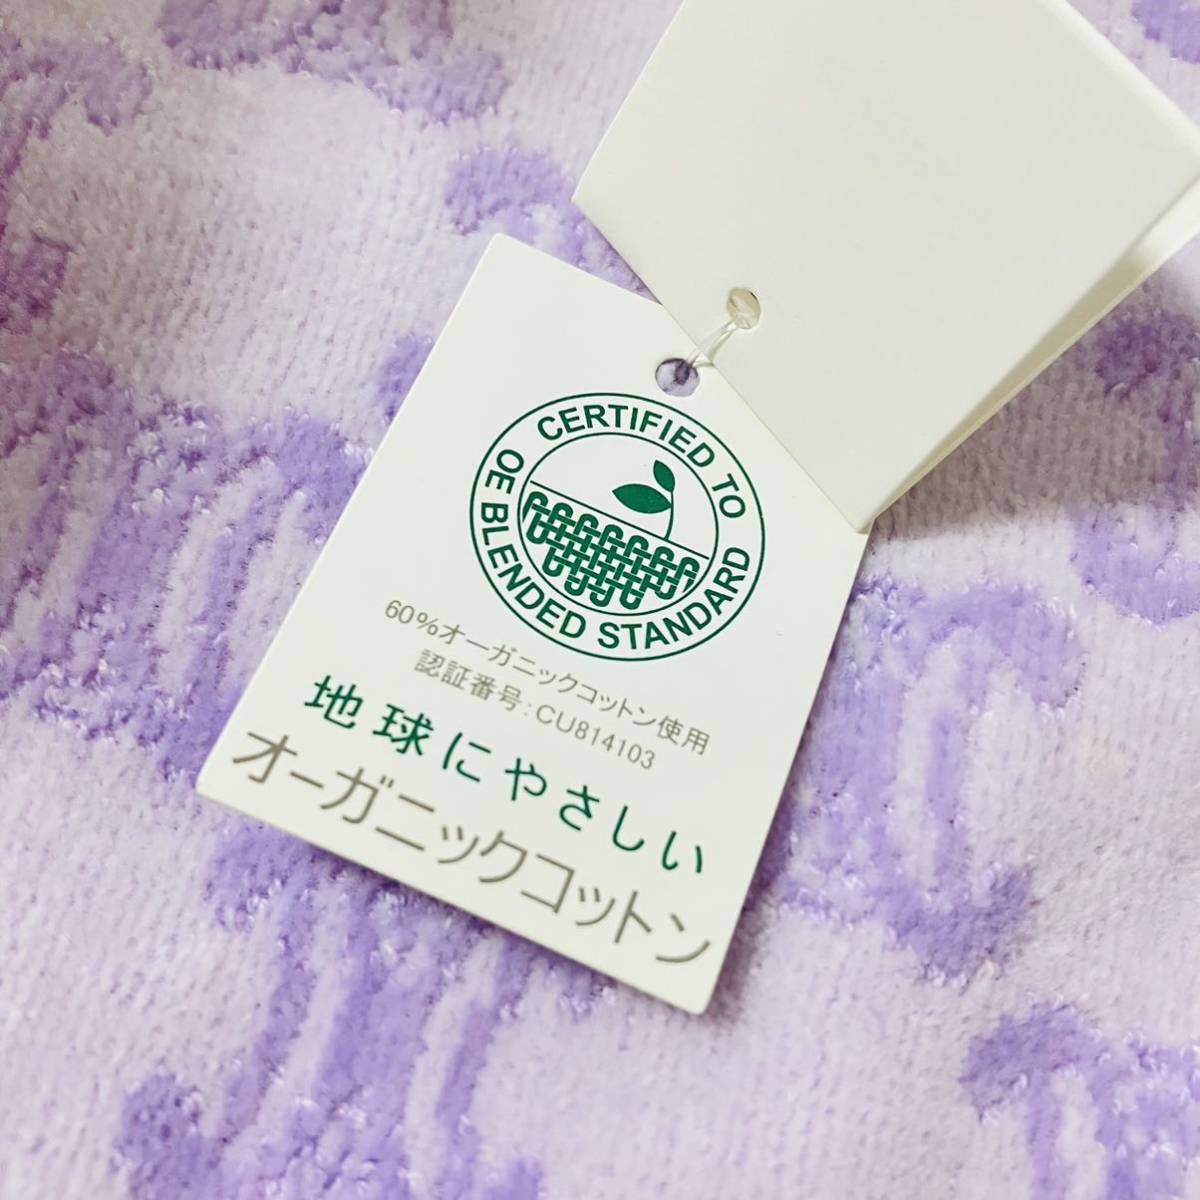 CERTIFIED TO
OE BLENDED STANDARD
60%オーガニックコットン使用
認証番号:CU814103
地球にやさしい
オーガニックコットン